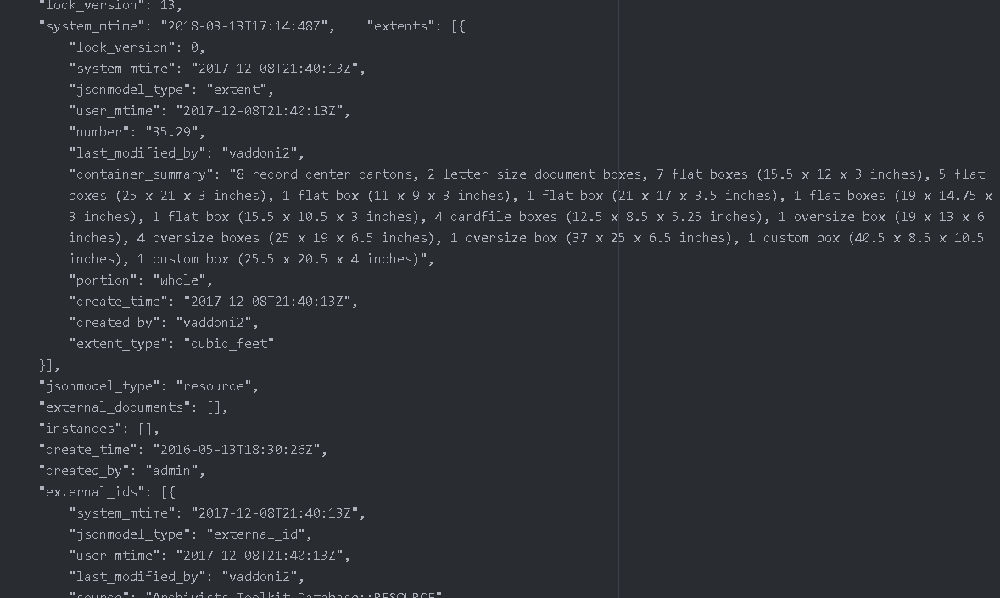 "lock_version": 13,
"system_mtime": "2018-03-13T17:14:48Z",    "extents": [{
"lock_version": 0,
"system_mtime": "2017-12-08T21:40:13Z",
"jsonmodel_type": "extent",
"user_mtime": "2017-12-08T21:40:13Z",
"number": "35.29",
"last_modified_by": "vaddoni2",
"container_summary": "8 record center cartons, 2 letter size document boxes, 7 flat boxes (15.5 x 12 x 3 inches), 5 flat
boxes (25 x 21 x 3 inches), 1 flat box (11 x 9 x 3 inches), 1 flat box (21 x 17 x 3.5 inches), 1 flat boxes (19 x 14.75 x
3 inches), 1 flat box (15.5 x 10.5 x 3 inches), 4 cardfile boxes (12.5 x 8.5 x 5.25 inches), 1 oversize box (19 x 13 x 6
inches), 4 oversize boxes (25 x 19 x 6.5 inches), 1 oversize box (37 x 25 x 6.5 inches), 1 custom box (40.5 x 8.5 x 10.5
inches), 1 custom box (25.5 x 20.5 x 4 inches)",
"portion": "whole",
"create_time": "2017-12-08T21:40:13Z",
"created_by": "vaddoni2",
"extent_type": "cubic_feet"
}],
"jsonmodel_type": "resource",
"external_documents": [],
"instances": [],
"create_time": "2016-05-13T18:30:26Z",
"created_by": "admin",
"external_ids": [{
"system_mtime": "2017-12-08T21:40:13Z",
"jsonmodel_type": "external_id",
"user_mtime": "2017-12-08T21:40:13Z",
"last_modified_by": "vaddoni2",
"source": "Archivists Toolkit Database::RESOURCE"